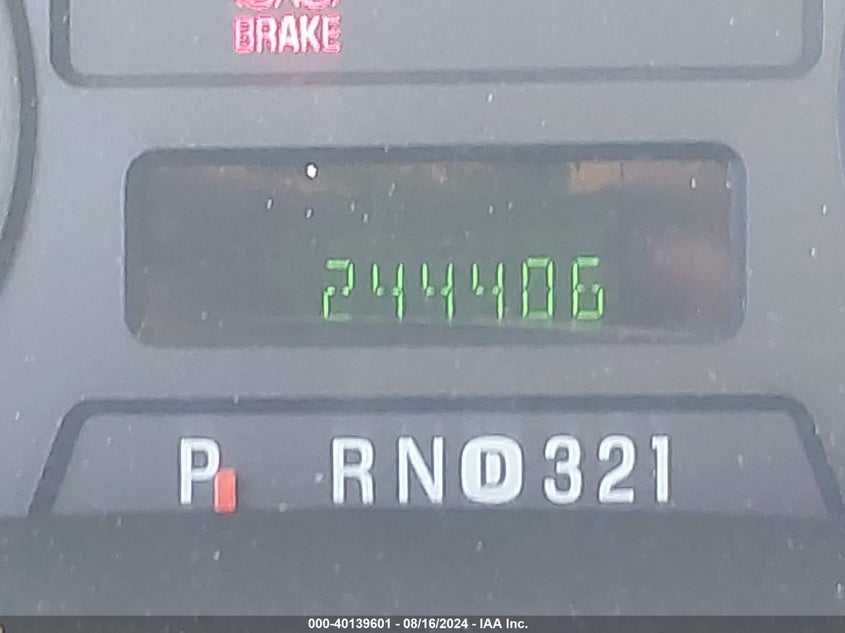 BRAKE
244406
P RND321
000-40139601 - 08/16/2024 - IAA Inc.